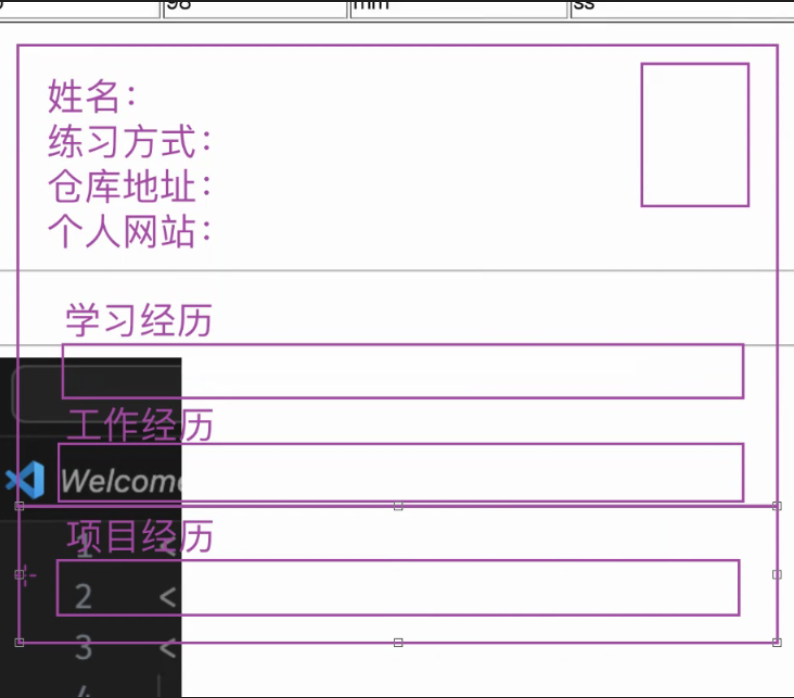 98 mm ss
姓名：
练习方式：
仓库地址：
个人网站：
学习经历
工作经历
Welcome
项目经历
1 <
2 <
3 <
4